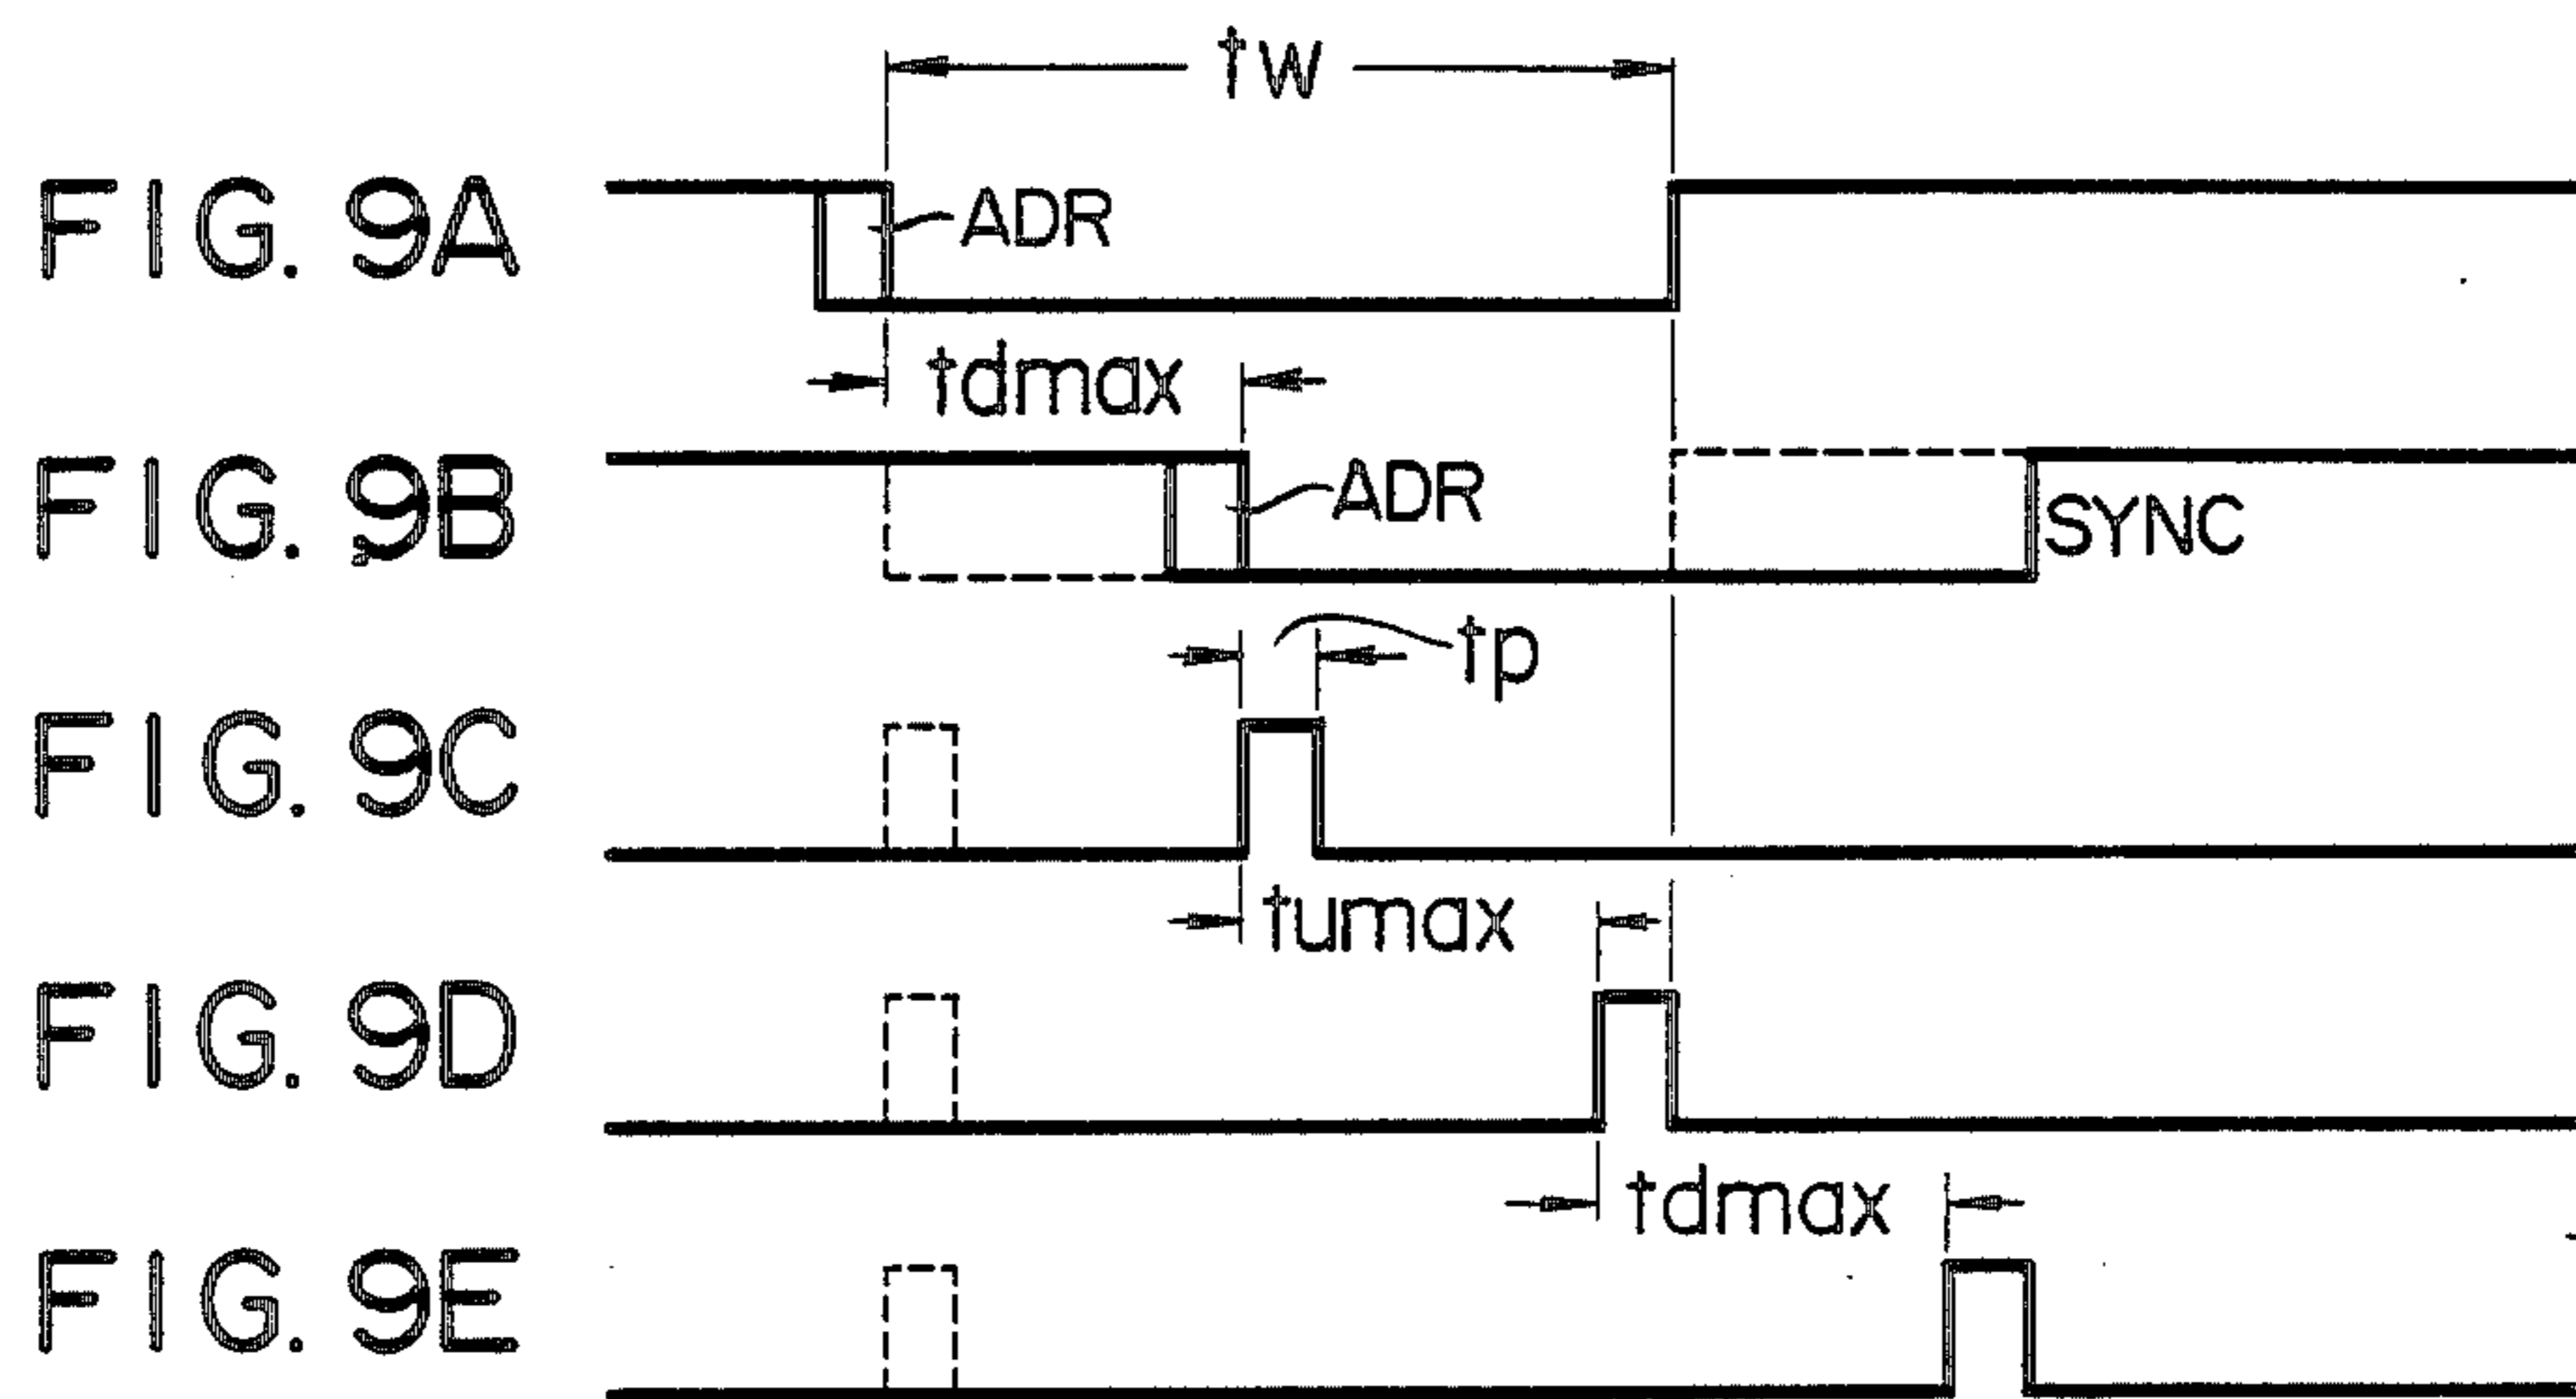 tw
FIG. 9A
ADR
tdmax
FIG. 9B
ADR
SYNC
tp
FIG. 9C
tumax
FIG. 9D
tdmax
FIG. 9E